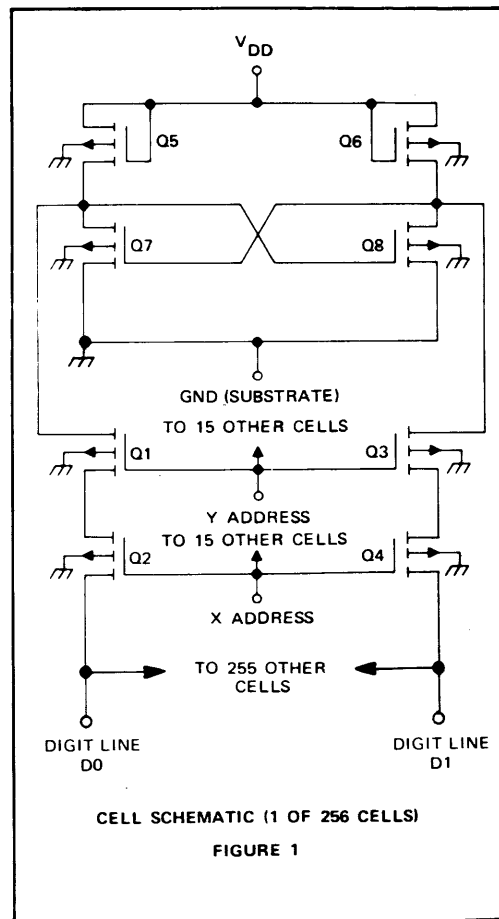 VDD
Q5
Q6
Q7
Q8
GND (SUBSTRATE)
TO 15 OTHER CELLS
Q1
Q3
Y ADDRESS
TO 15 OTHER CELLS
Q2
Q4
X ADDRESS
TO 255 OTHER
CELLS
DIGIT LINE
D0
DIGIT LINE
D1
CELL SCHEMATIC (1 OF 256 CELLS)
FIGURE 1